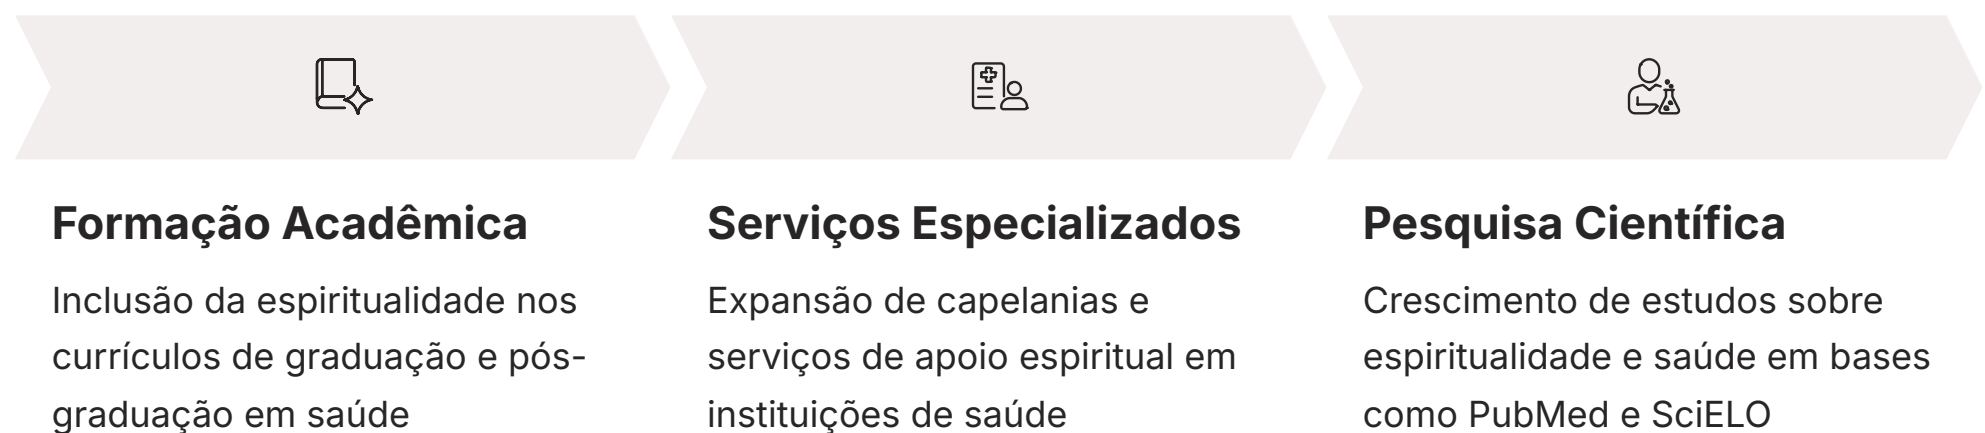 Formação Acadêmica
Inclusão da espiritualidade nos
currículos de graduação e pós-
graduação em saúde
Serviços Especializados
Expansão de capelanias e
serviços de apoio espiritual em
instituições de saúde
Pesquisa Científica
Crescimento de estudos sobre
espiritualidade e saúde em bases
como PubMed e SciELO